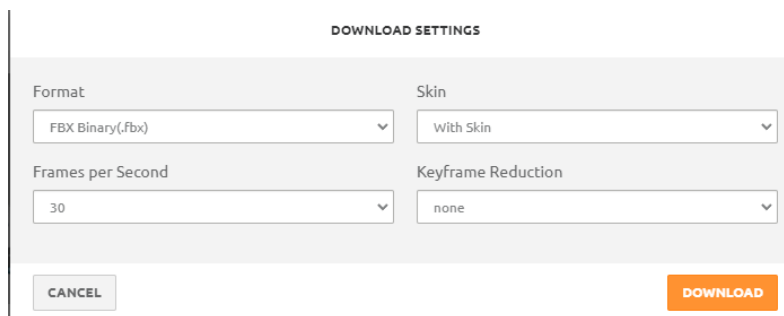 DOWNLOAD SETTINGS
Format
Skin
FBX Binary(.fbx)
With Skin
Frames per Second
Keyframe Reduction
30
none
CANCEL
DOWNLOAD